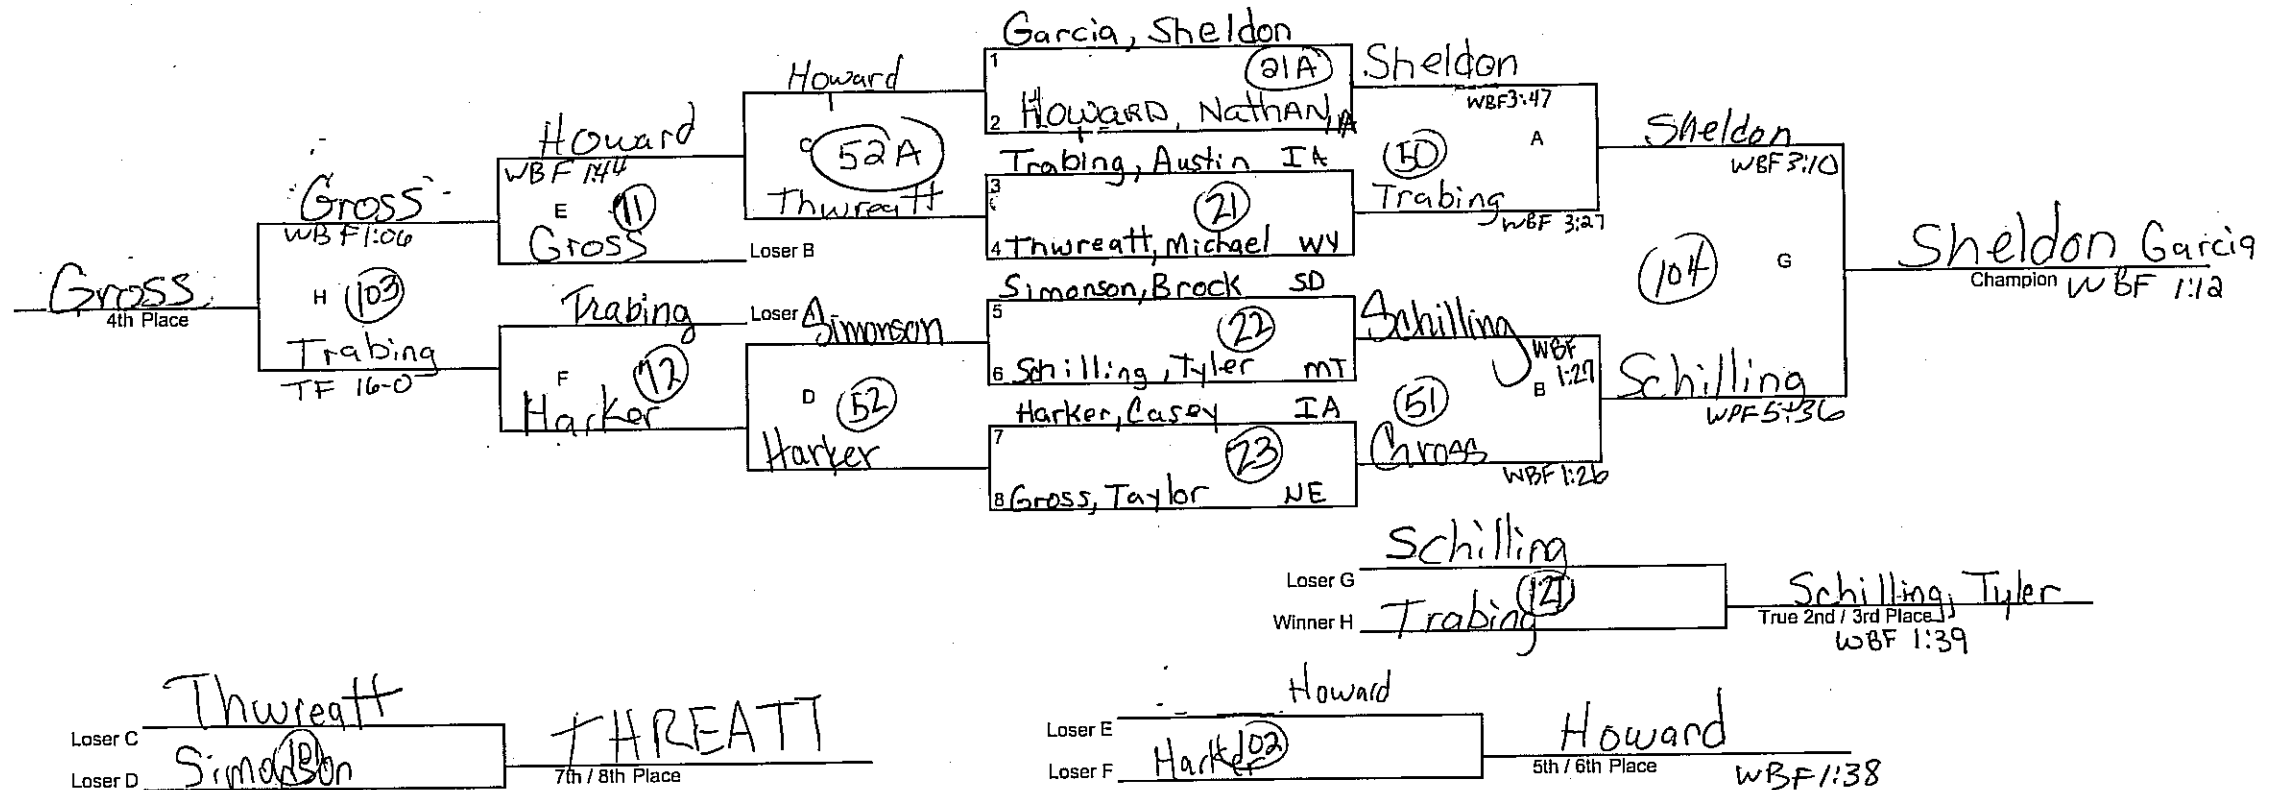 Garcia, Sheldon
1
21A
2 HOWARD, NATHAN, IA
Trabing, Austin IA
3
21
4 Thwreatt, Michael WY
Simonson, Brock SD
5
22
6 Schilling, Tyler MT
Harker, Casey IA
7
23
8 Gross, Taylor NE
Sheldon
WBF 3:47
A
50
Trabing
WBF 3:27
Schilling
WBF
1:27
B
51
Gross
WBF 1:26
Sheldon
WBF 3:10
G
104
Schilling
WPF 5:36
Sheldon Garcia
Champion WBF 1:12
Howard
C
52A
Thwreatt
Simonson
D
52
Harker
Howard
WBF 1:44
E
71
Gross
Loser B
Trabing
Loser A
F
72
Harker
Gross
WBF 1:06
H
103
Trabing
TF 16-0
Gross
4th Place
Schilling
Loser G
Winner H
Trabing
121
Schilling, Tyler
True 2nd / 3rd Place
WBF 1:39
Thwreatt
Loser C
Loser D
Simonson
101
THREATT
7th / 8th Place
Howard
Loser E
Loser F
Harker
102
Howard
5th / 6th Place
WBF 1:38